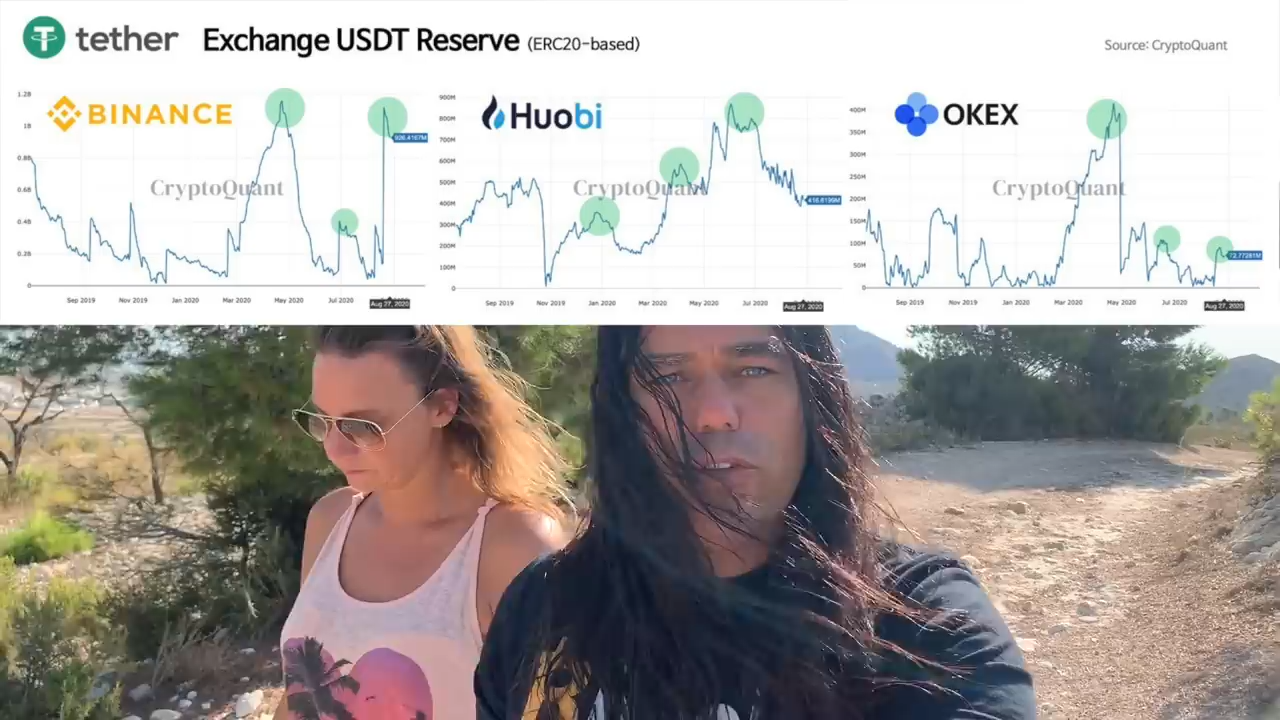 tether Exchange USDT Reserve (ERC20-based)
Source: CryptoQuant
BINANCE
1.2B
1B
0.8B
0.6B
0.4B
0.2B
0
CryptoQuant
Sep 2019 Nov 2019 Jan 2020 Mar 2020 May 2020 Jul 2020
Aug 27, 2020
Huobi
900M
800M
700M
600M
500M
400M
300M
200M
100M
0
CryptoQuant
Sep 2019 Nov 2019 Jan 2020 Mar 2020 May 2020 Jul 2020
Aug 27, 2020
OKEX
400M
350M
300M
250M
200M
150M
100M
50M
0
CryptoQuant
72.77281M
Sep 2019 Nov 2019 Jan 2020 Mar 2020 May 2020 Jul 2020
Aug 27, 2020